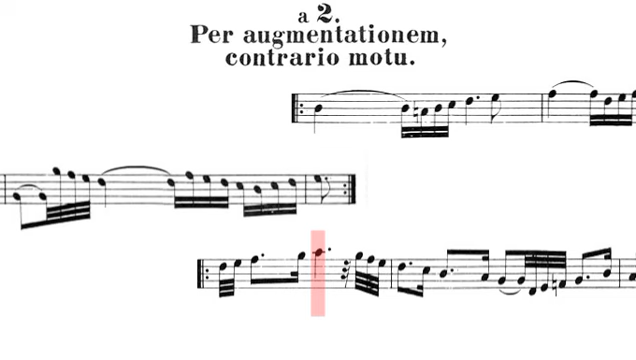 a 2.
Per augmentationem,
contrario motu.